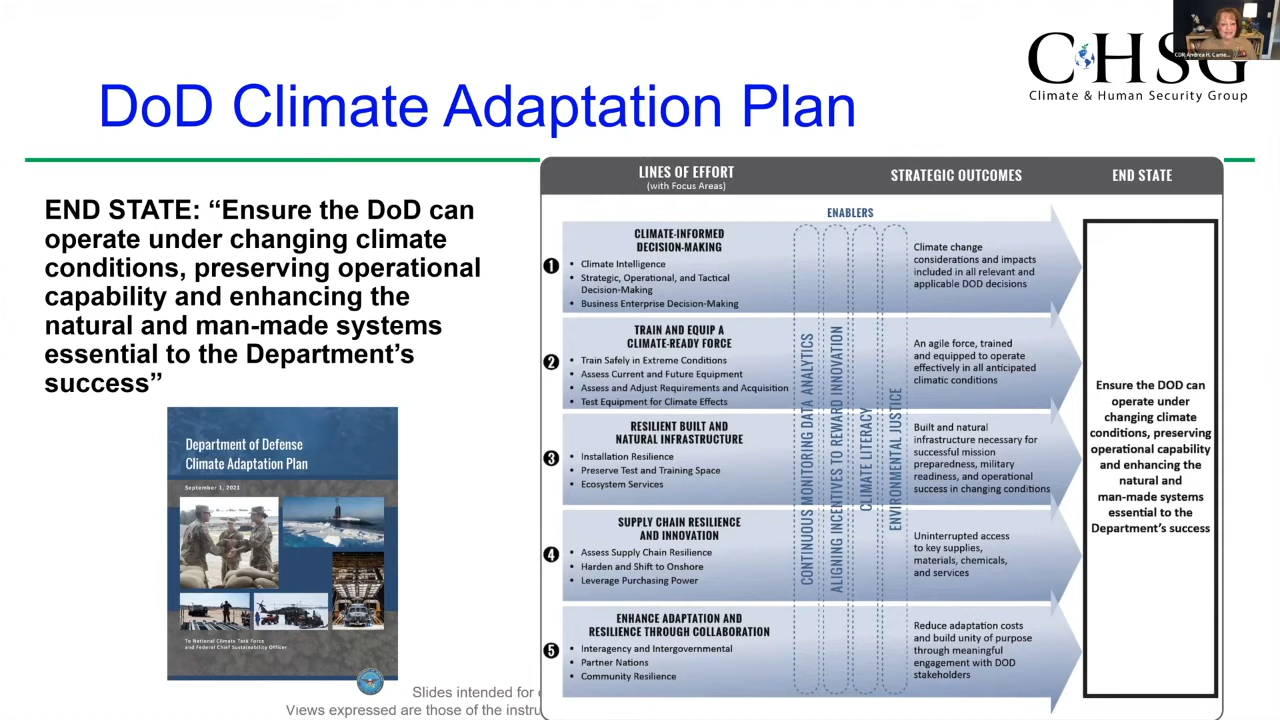 CDR Andrea H. Came...
CHSG
Climate & Human Security Group
DoD Climate Adaptation Plan
END STATE: “Ensure the DoD can
operate under changing climate
conditions, preserving operational
capability and enhancing the
natural and man-made systems
essential to the Department’s
success”
Department of Defense
Climate Adaptation Plan
September 1, 2021
To National Climate Task Force
and Federal Chief Sustainability Officer
Slides intended for
Views expressed are those of the instru
LINES OF EFFORT
(with Focus Areas)
STRATEGIC OUTCOMES
END STATE
ENABLERS
1
CLIMATE-INFORMED
DECISION-MAKING
• Climate Intelligence
• Strategic, Operational, and Tactical
Decision-Making
• Business Enterprise Decision-Making
Climate change
considerations and impacts
included in all relevant and
applicable DOD decisions
2
TRAIN AND EQUIP A
CLIMATE-READY FORCE
• Train Safely in Extreme Conditions
• Assess Current and Future Equipment
• Assess and Adjust Requirements and Acquisition
• Test Equipment for Climate Effects
An agile force, trained
and equipped to operate
effectively in all anticipated
climatic conditions
3
RESILIENT BUILT AND
NATURAL INFRASTRUCTURE
• Installation Resilience
• Preserve Test and Training Space
• Ecosystem Services
Built and natural
infrastructure necessary for
successful mission
preparedness, military
readiness, and operational
success in changing conditions
4
SUPPLY CHAIN RESILIENCE
AND INNOVATION
• Assess Supply Chain Resilience
• Harden and Shift to Onshore
• Leverage Purchasing Power
Uninterrupted access
to key supplies,
materials, chemicals,
and services
5
ENHANCE ADAPTATION AND
RESILIENCE THROUGH COLLABORATION
• Interagency and Intergovernmental
• Partner Nations
• Community Resilience
Reduce adaptation costs
and build unity of purpose
through meaningful
engagement with DOD
stakeholders
CONTINUOUS MONITORING DATA ANALYTICS
ALIGNING INCENTIVES TO REWARD INNOVATION
CLIMATE LITERACY
ENVIRONMENTAL JUSTICE
Ensure the DOD can
operate under
changing climate
conditions, preserving
operational capability
and enhancing the
natural and
man-made systems
essential to the
Department’s success